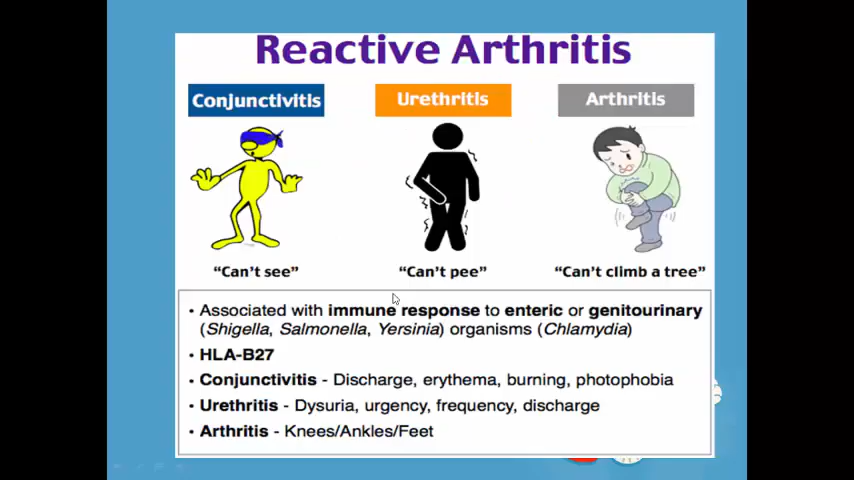 Reactive Arthritis
Conjunctivitis
Urethritis
Arthritis
“Can’t see”
“Can’t pee”
“Can’t climb a tree”
• Associated with immune response to enteric or genitourinary
(Shigella, Salmonella, Yersinia) organisms (Chlamydia)
• HLA-B27
• Conjunctivitis - Discharge, erythema, burning, photophobia
• Urethritis - Dysuria, urgency, frequency, discharge
• Arthritis - Knees/Ankles/Feet